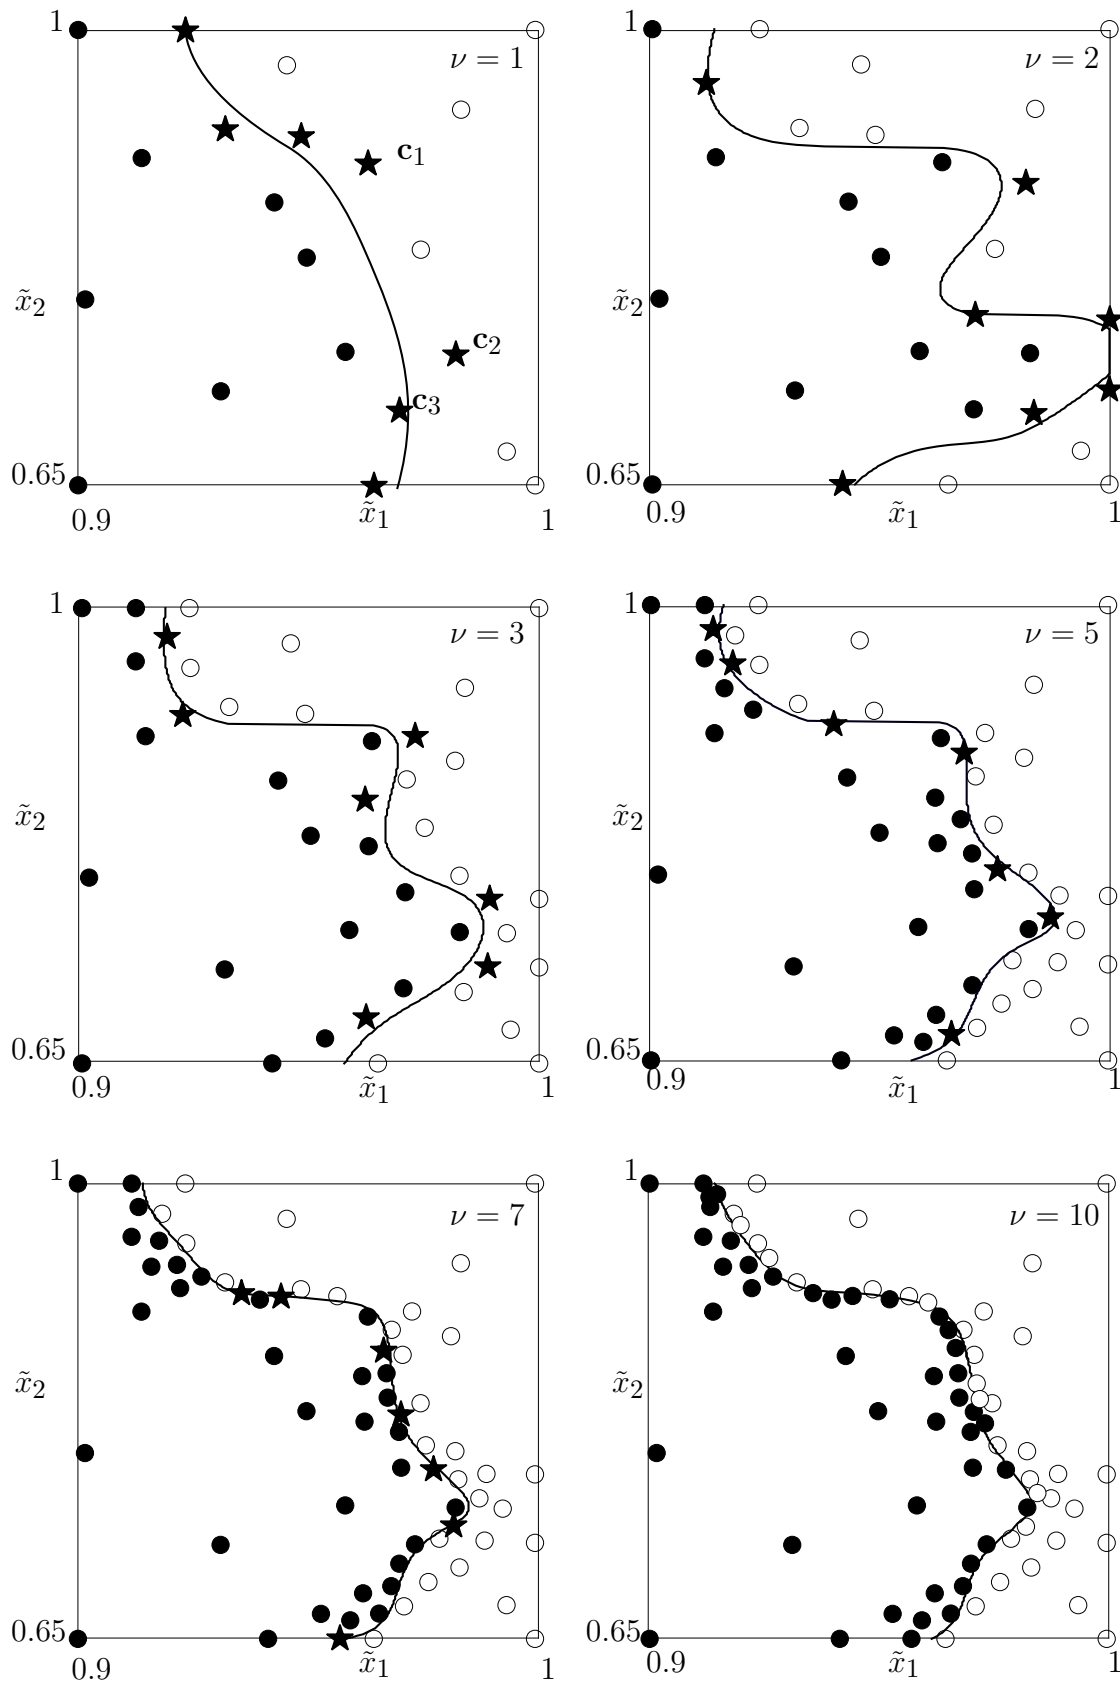 1
ν = 1
c₁
x̃₂
c₂
c₃
0.65
0.9
x̃₁
1
1
ν = 2
x̃₂
0.65
0.9
x̃₁
1
1
ν = 3
x̃₂
0.65
0.9
x̃₁
1
1
ν = 5
x̃₂
0.65
0.9
x̃₁
1
1
ν = 7
x̃₂
0.65
0.9
x̃₁
1
1
ν = 10
x̃₂
0.65
0.9
x̃₁
1